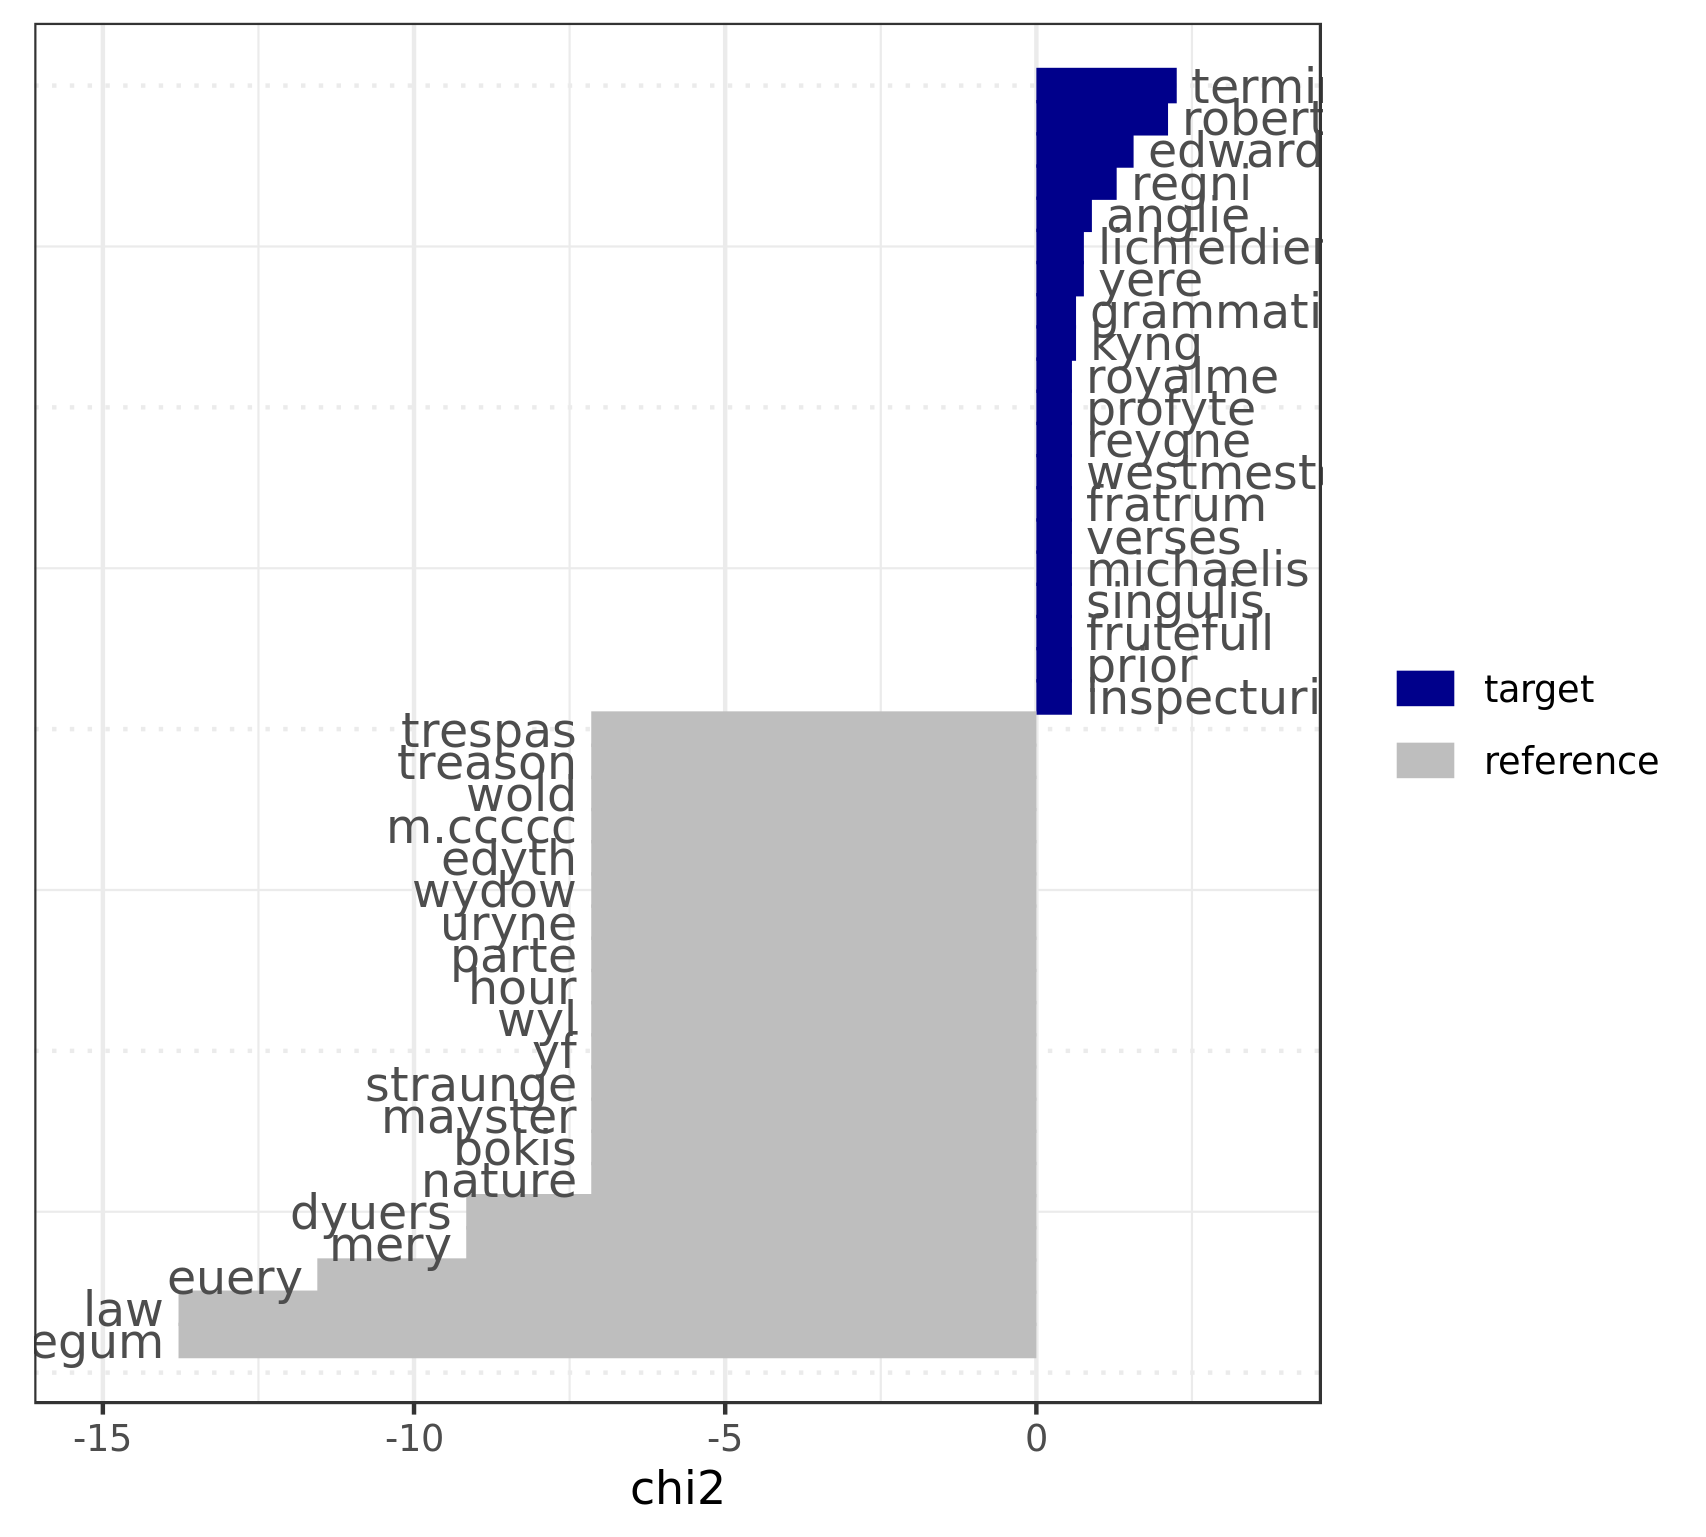 termi
robert
edward
regni
anglie
lichfeldie
yere
grammati
kyng
royalme
profyte
reygne
westmest
fratrum
verses
michaelis
singulis
frutefull
prior
inspecturi
target
reference
trespas
treason
wold
m.ccccc
edyth
wydow
uryne
parte
hour
wyl
yf
straunge
mayster
bokis
nature
dyuers
mery
euery
law
egum
-15 -10 -5 0
chi2